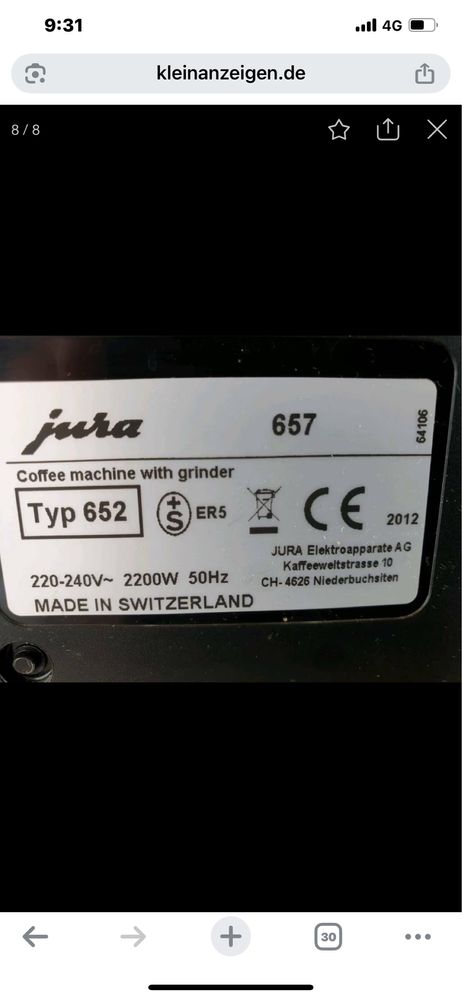 9:31
4G
kleinanzeigen.de
8 / 8
jura
657
64106
Coffee machine with grinder
Typ 652
+S
ER5
CE
2012
JURA Elektroapparate AG
Kaffeeweltstrasse 10
CH- 4626 Niederbuchsiten
220-240V~ 2200W 50Hz
MADE IN SWITZERLAND
30